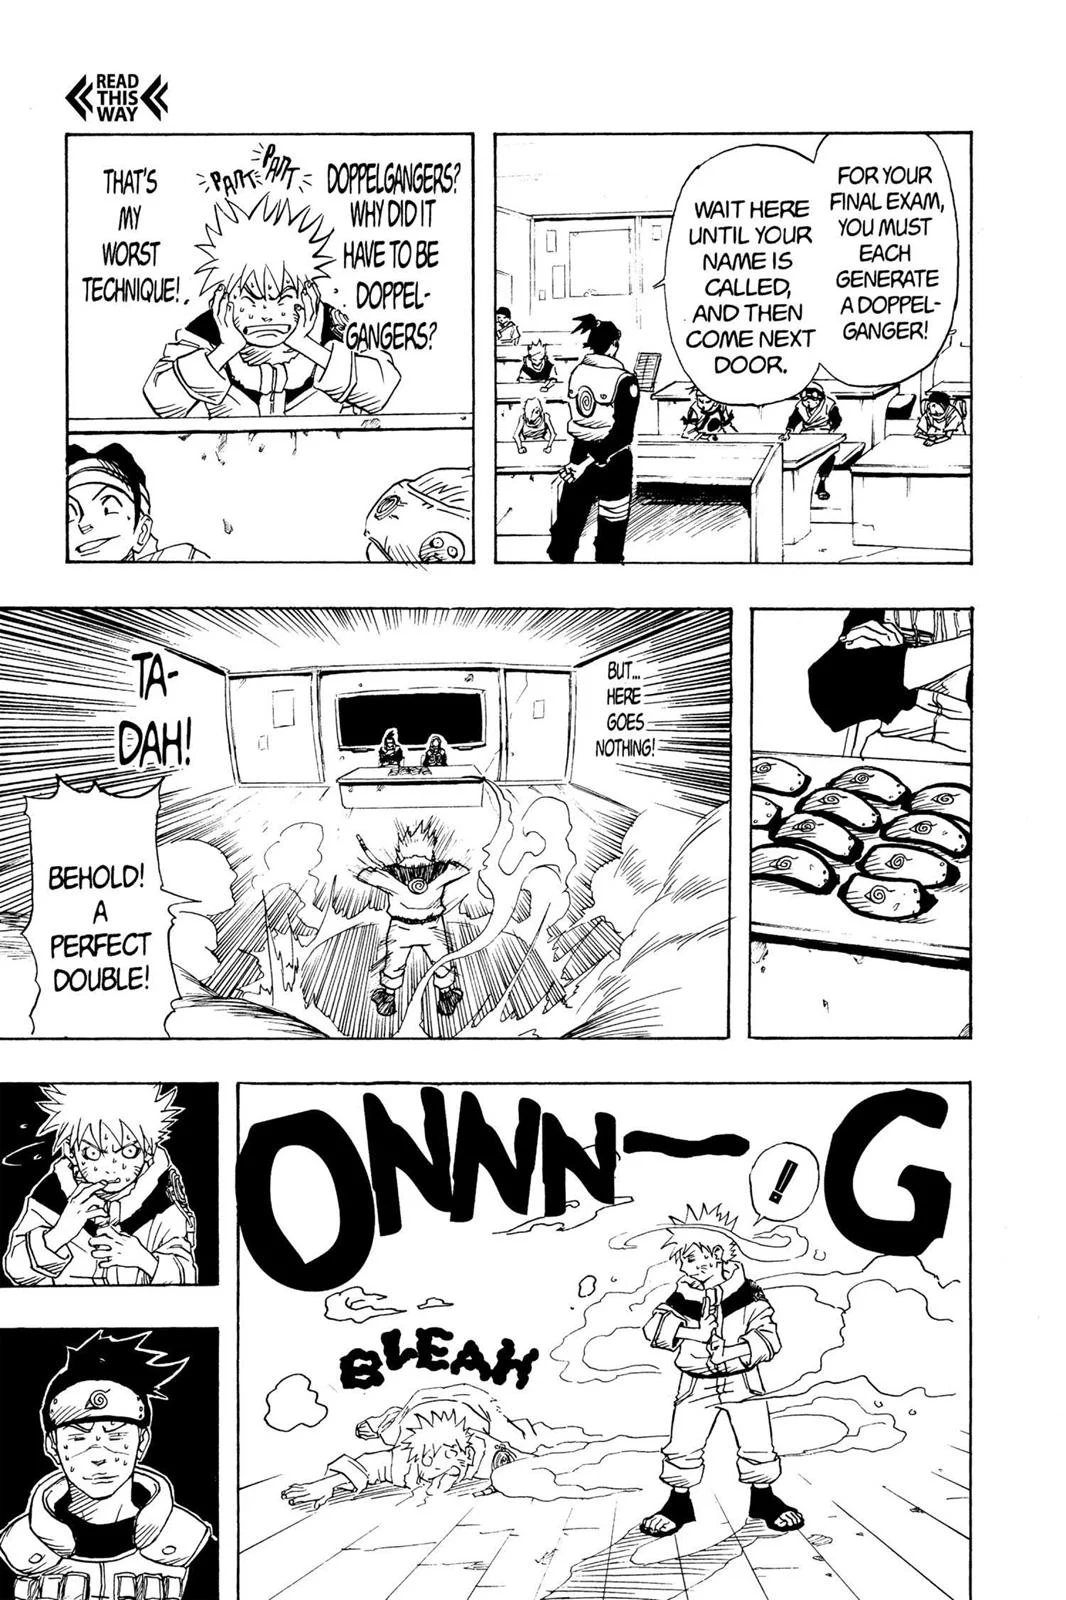 READ
THIS
WAY
FOR YOUR
FINAL EXAM,
YOU MUST
EACH
GENERATE
A DOPPEL-
GANGER!
WAIT HERE
UNTIL YOUR
NAME IS
CALLED,
AND THEN
COME NEXT
DOOR.
DOPPELGANGERS?
WHY DID IT
HAVE TO BE
DOPPEL-
GANGERS?
PANT PANT
THAT'S
MY
WORST
TECHNIQUE!
BUT...
HERE
GOES
NOTHING!
TA-
DAH!
BEHOLD!
A
PERFECT
DOUBLE!
ONNN—G
!
BLEAH